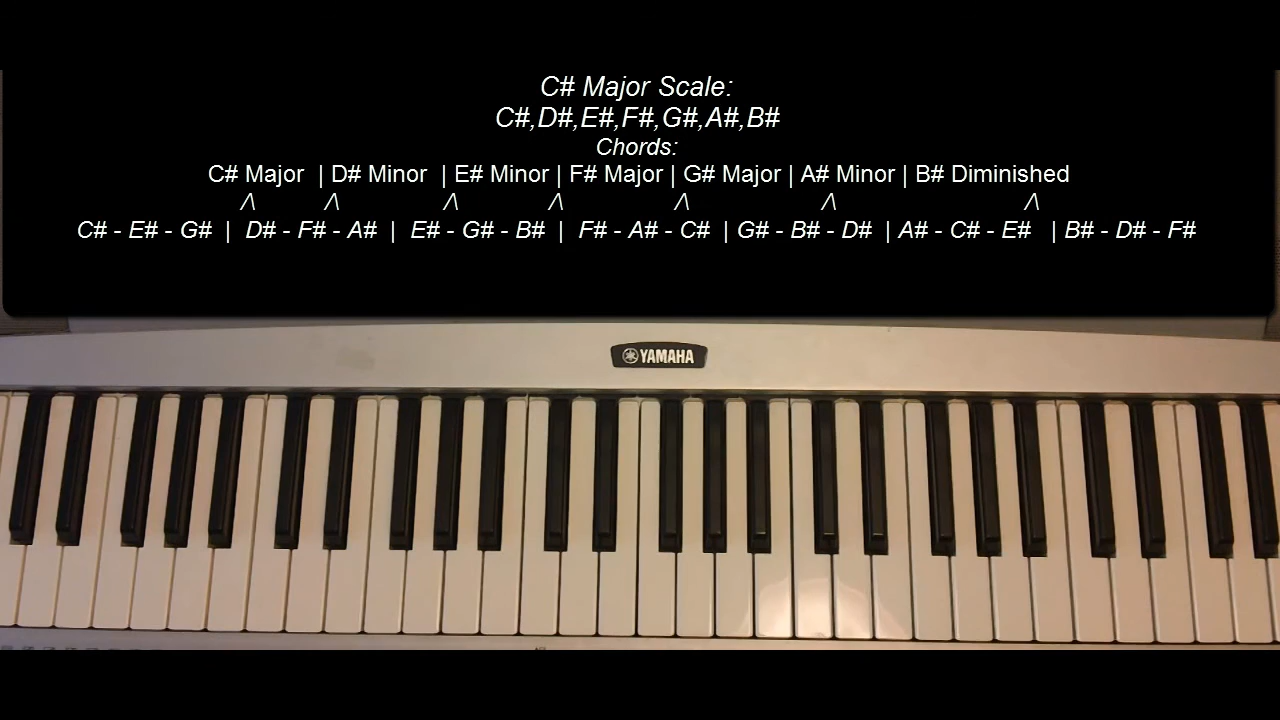 C# Major Scale:
C#,D#,E#,F#,G#,A#,B#
Chords:
C# Major | D# Minor | E# Minor | F# Major | G# Major | A# Minor | B# Diminished
/\ /\ /\ /\ /\ /\ /\
C# - E# - G# | D# - F# - A# | E# - G# - B# | F# - A# - C# | G# - B# - D# | A# - C# - E# | B# - D# - F#
YAMAHA